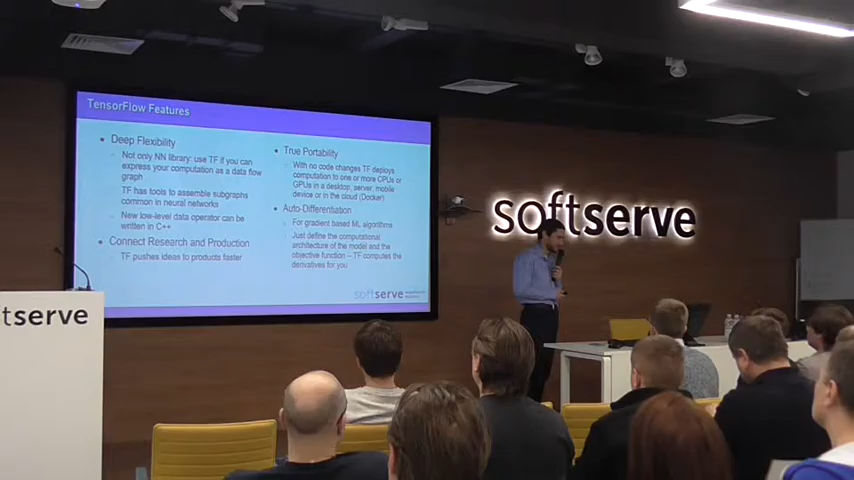 TensorFlow Features
• Deep Flexibility
Not only NN library: use TF if you can
express your computation as a data flow
graph
TF has tools to assemble subgraphs
common in neural networks
New low-level data operator can be
written in C++
• Connect Research and Production
TF pushes ideas to products faster
• True Portability
With no code changes TF deploys
computation to one or more CPUs or
GPUs in a desktop, server, mobile
device or in the cloud (Docker)
• Auto-Differentiation
For gradient based ML algorithms
Just define the computational
architecture of the model and the
objective function – TF computes the
derivatives for you
softserve
softserve
tserve